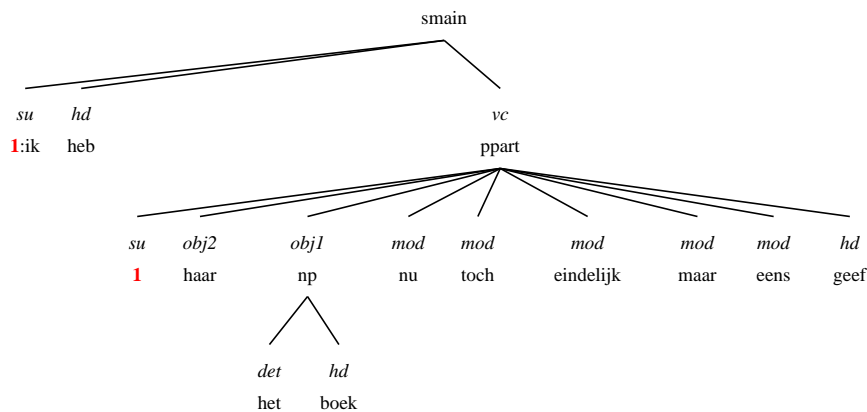 smain
su hd vc
1:ik heb ppart
su obj2 obj1 mod mod mod mod mod hd
1 haar np nu toch eindelijk maar eens geef
det hd
het boek